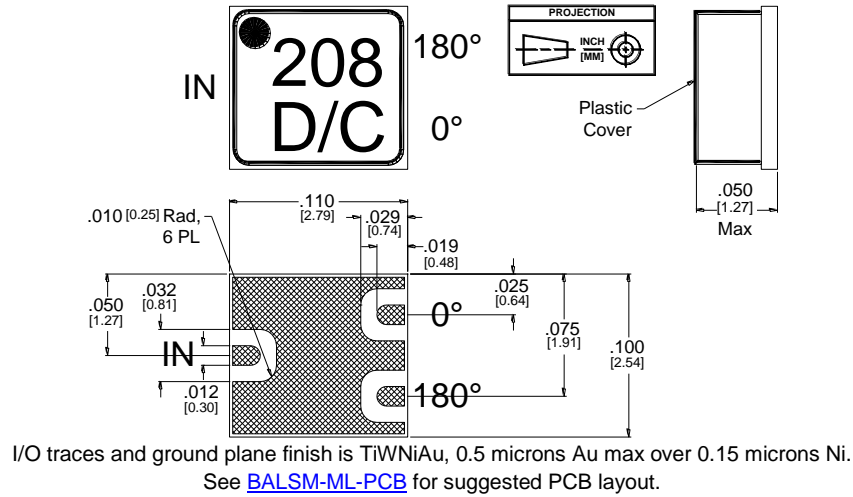 PROJECTION
INCH
[MM]
208
D/C
IN
180°
0°
Plastic
Cover
.050
[1.27]
Max
.110
[2.79]
.010 [0.25] Rad,
6 PL
.029
[0.74]
.019
[0.48]
.032
[0.81]
.050
[1.27]
.025
[0.64]
0°
.075
[1.91]
.100
[2.54]
IN
.012
[0.30]
180°
I/O traces and ground plane finish is TiWNiAu, 0.5 microns Au max over 0.15 microns Ni.
See BALSM-ML-PCB for suggested PCB layout.